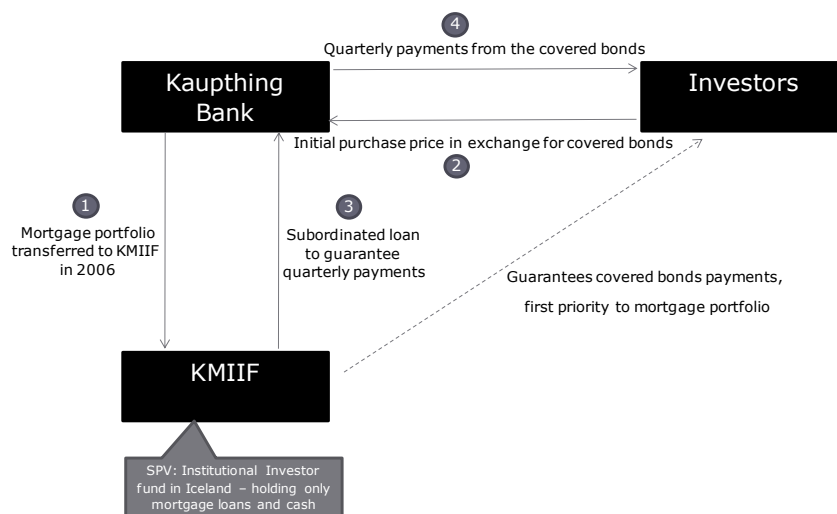 4
Quarterly payments from the covered bonds
Kaupthing
Bank
Investors
Initial purchase price in exchange for covered bonds
2
1
Mortgage portfolio
transferred to KMIIF
in 2006
3
Subordinated loan
to guarantee
quarterly payments
Guarantees covered bonds payments,
first priority to mortgage portfolio
KMIIF
SPV: Institutional Investor
fund in Iceland – holding only
mortgage loans and cash